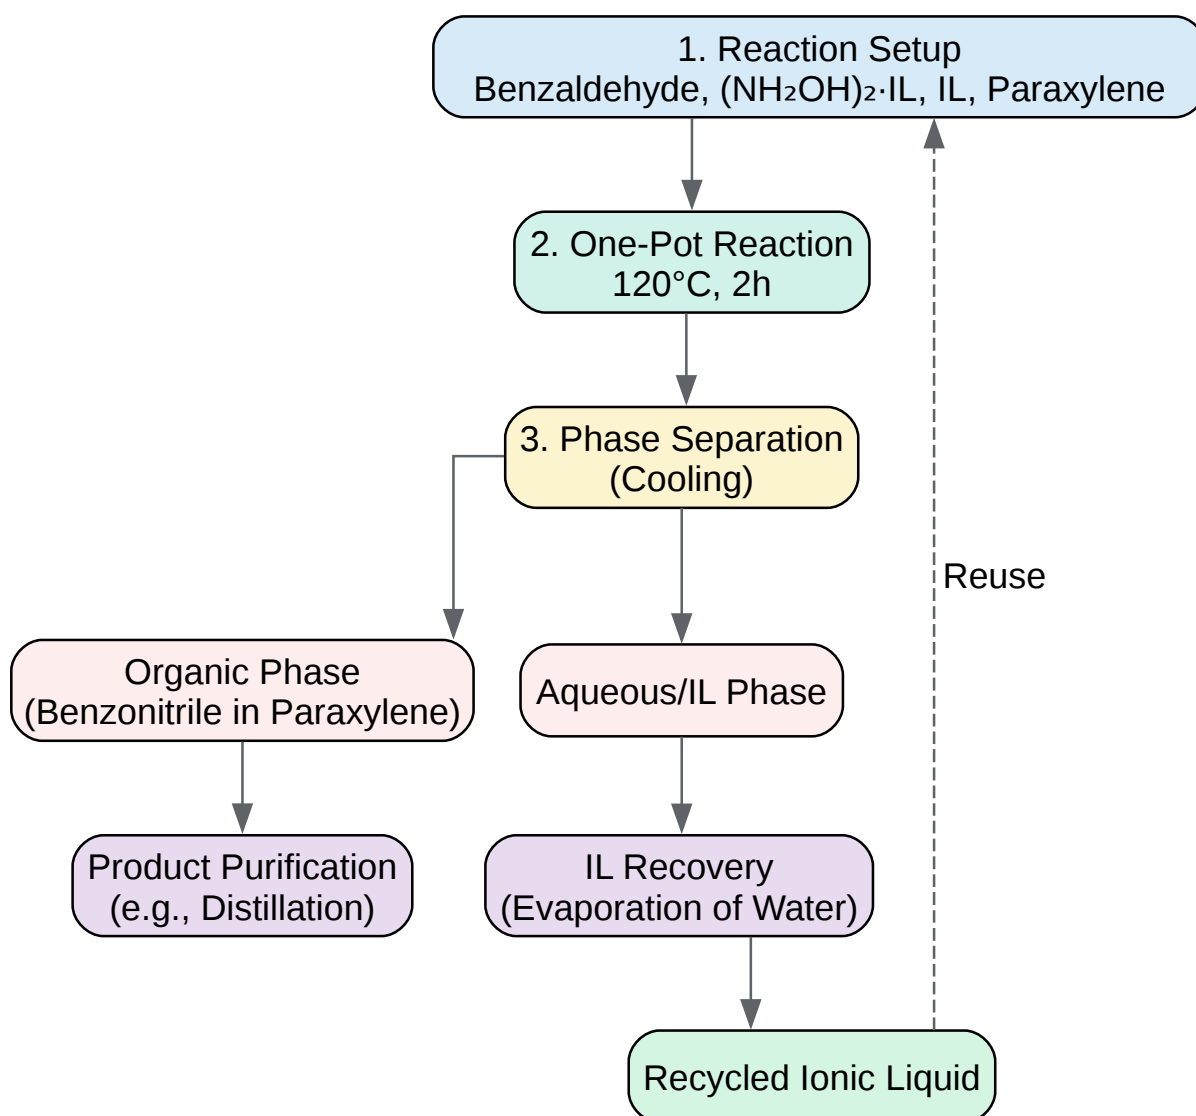 1. Reaction Setup
Benzaldehyde, (NH₂OH)₂·IL, IL, Paraxylene
2. One-Pot Reaction
120°C, 2h
3. Phase Separation
(Cooling)
Reuse
Organic Phase
(Benzonitrile in Paraxylene)
Aqueous/IL Phase
Product Purification
(e.g., Distillation)
IL Recovery
(Evaporation of Water)
Recycled Ionic Liquid